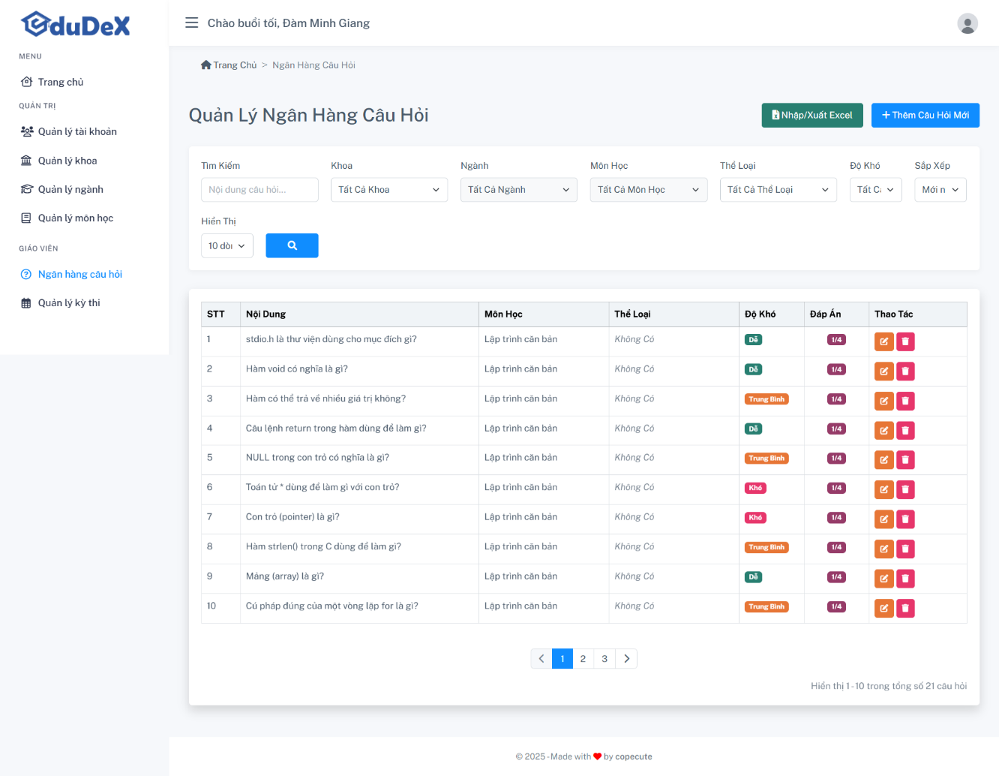 EduDeX
Chào buổi tối, Đàm Minh Giang
MENU
Trang chủ
QUẢN TRỊ
Quản lý tài khoản
Quản lý khoa
Quản lý ngành
Quản lý môn học
GIÁO VIÊN
Ngân hàng câu hỏi
Quản lý kỳ thi
Trang Chủ > Ngân Hàng Câu Hỏi
Quản Lý Ngân Hàng Câu Hỏi
Nhập/Xuất Excel
+ Thêm Câu Hỏi Mới
Tìm Kiếm Khoa Ngành Môn Học Thể Loại Độ Khó Sắp Xếp
Nội dung câu hỏi... Tất Cả Khoa Tất Cả Ngành Tất Cả Môn Học Tất Cả Thể Loại Tất Cả Mới n
Hiển Thị
10 dòng
STT Nội Dung Môn Học Thể Loại Độ Khó Đáp Án Thao Tác
1 stdio.h là thư viện dùng cho mục đích gì? Lập trình căn bản Không Có Dễ 1/4
2 Hàm void có nghĩa là gì? Lập trình căn bản Không Có Dễ 1/4
3 Hàm có thể trả về nhiều giá trị không? Lập trình căn bản Không Có Trung Bình 1/4
4 Câu lệnh return trong hàm dùng để làm gì? Lập trình căn bản Không Có Dễ 1/4
5 NULL trong con trỏ có nghĩa là gì? Lập trình căn bản Không Có Trung Bình 1/4
6 Toán tử * dùng để làm gì với con trỏ? Lập trình căn bản Không Có Khó 1/4
7 Con trỏ (pointer) là gì? Lập trình căn bản Không Có Khó 1/4
8 Hàm strlen() trong C dùng để làm gì? Lập trình căn bản Không Có Trung Bình 1/4
9 Mảng (array) là gì? Lập trình căn bản Không Có Dễ 1/4
10 Cú pháp đúng của một vòng lặp for là gì? Lập trình căn bản Không Có Trung Bình 1/4
1 2 3
Hiển thị 1 - 10 trong tổng số 21 câu hỏi
© 2025 - Made with ❤ by copecute